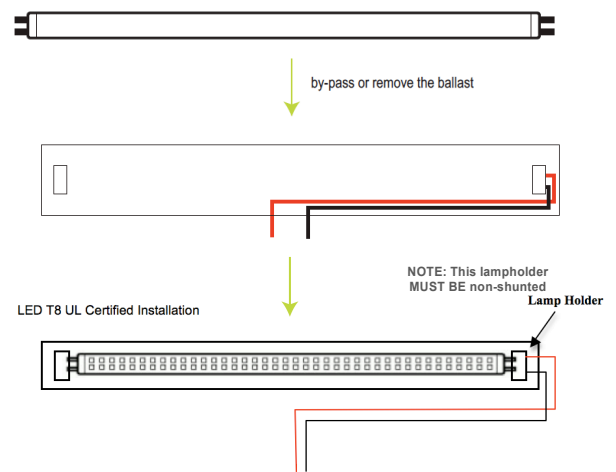 by-pass or remove the ballast
NOTE: This lampholder
MUST BE non-shunted
Lamp Holder
LED T8 UL Certified Installation